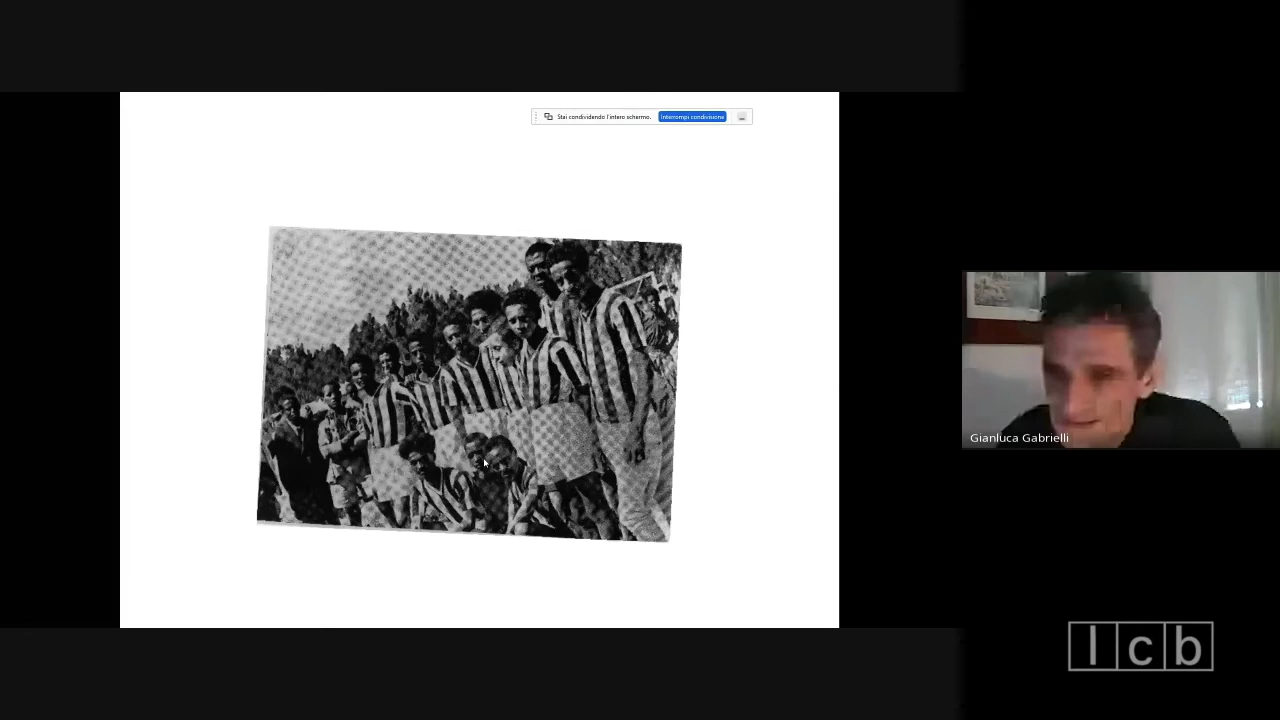 Stai condividendo l'intero schermo. Interrompi condivisione
Gianluca Gabrielli
lcb